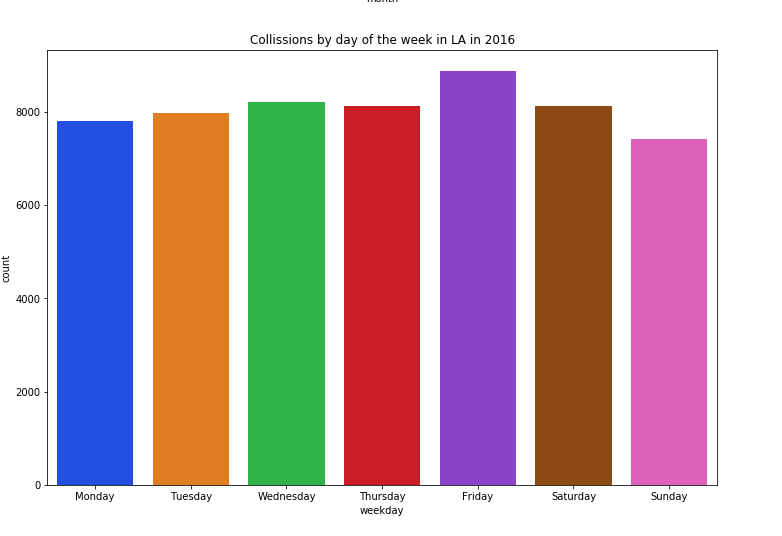 month
Collissions by day of the week in LA in 2016
8000
6000
4000
2000
0
count
Monday Tuesday Wednesday Thursday Friday Saturday Sunday
weekday